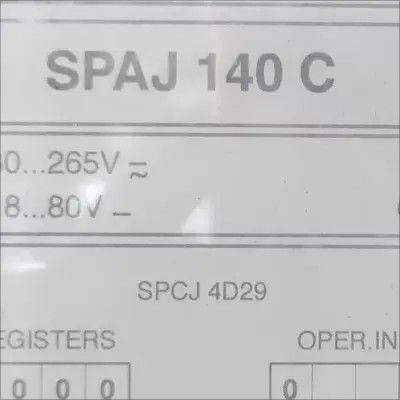 SPAJ 140 C
0...265V ⎓
8...80V –
SPCJ 4D29
EGISTERS OPER.IN
0 0 0 0